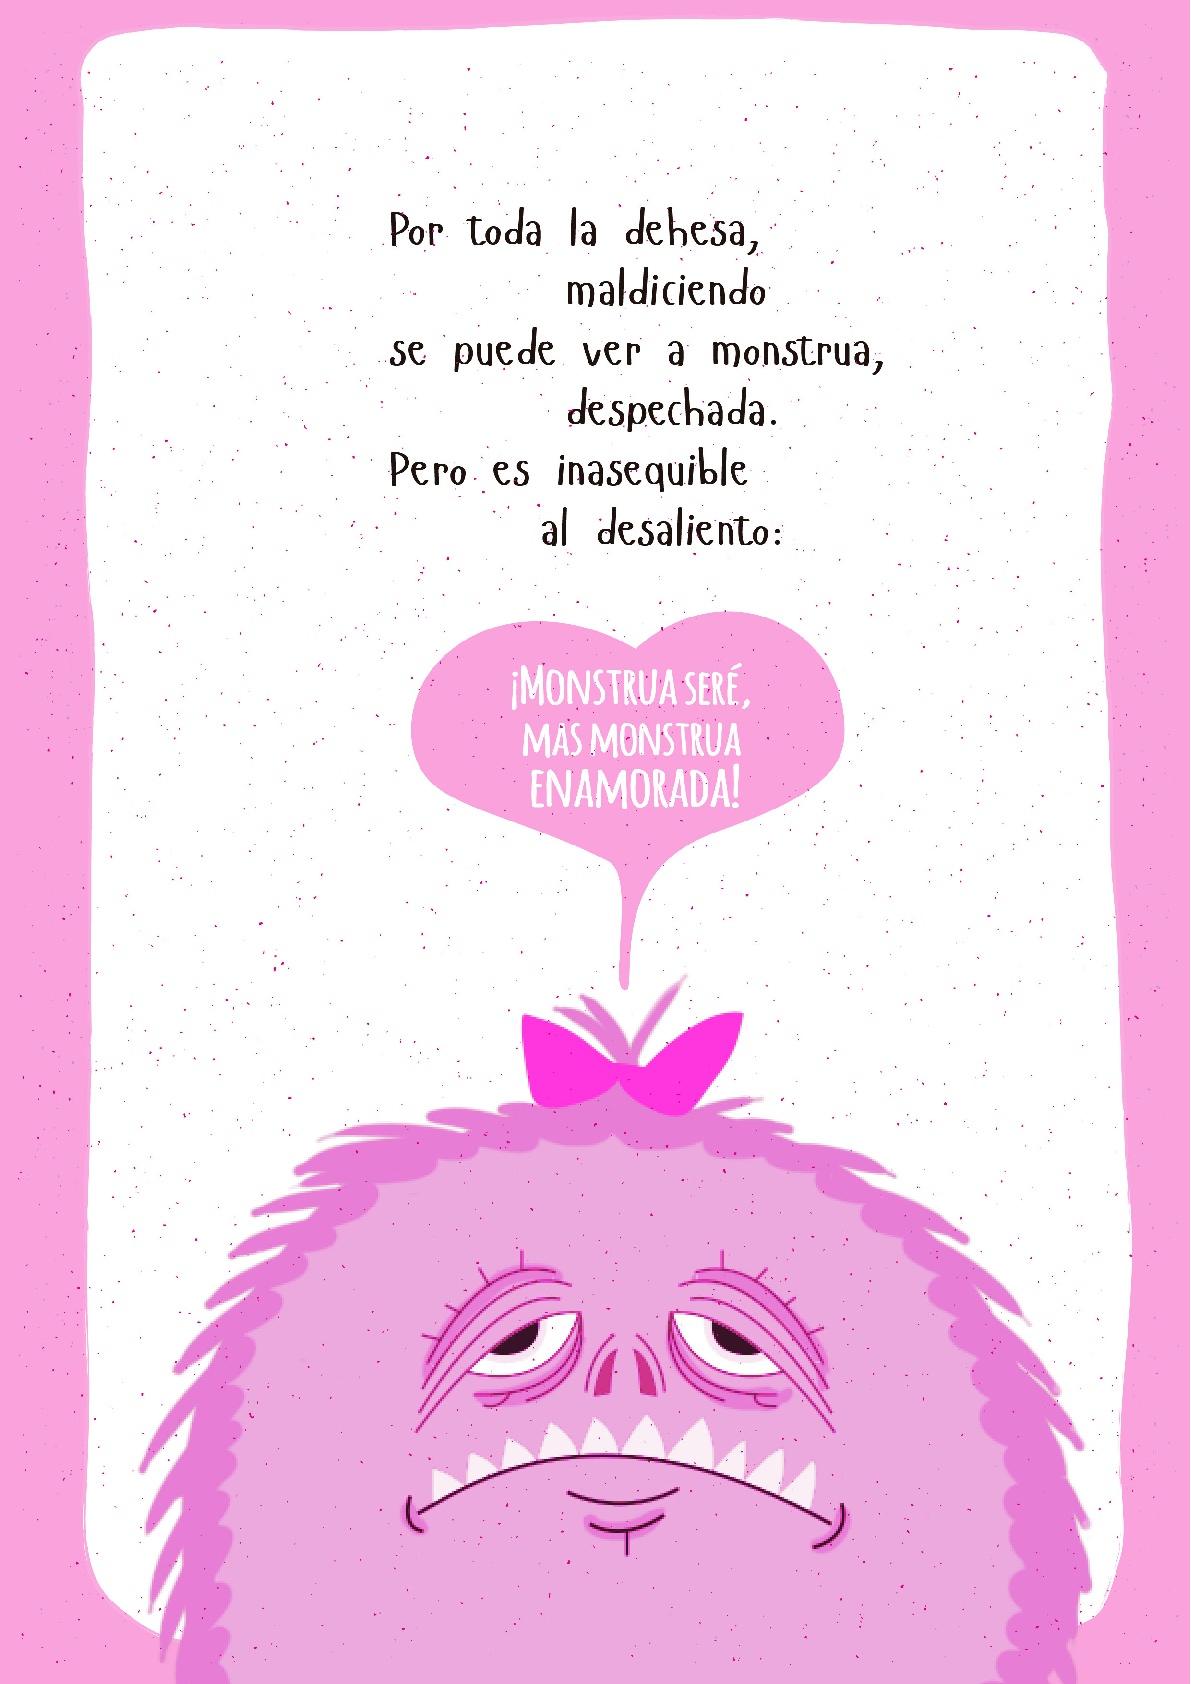 Por toda la dehesa,
maldiciendo
se puede ver a monstrua,
despechada.
Pero es inasequible
al desaliento:
¡MONSTRUA SERÉ,
MAS MONSTRUA
ENAMORADA!